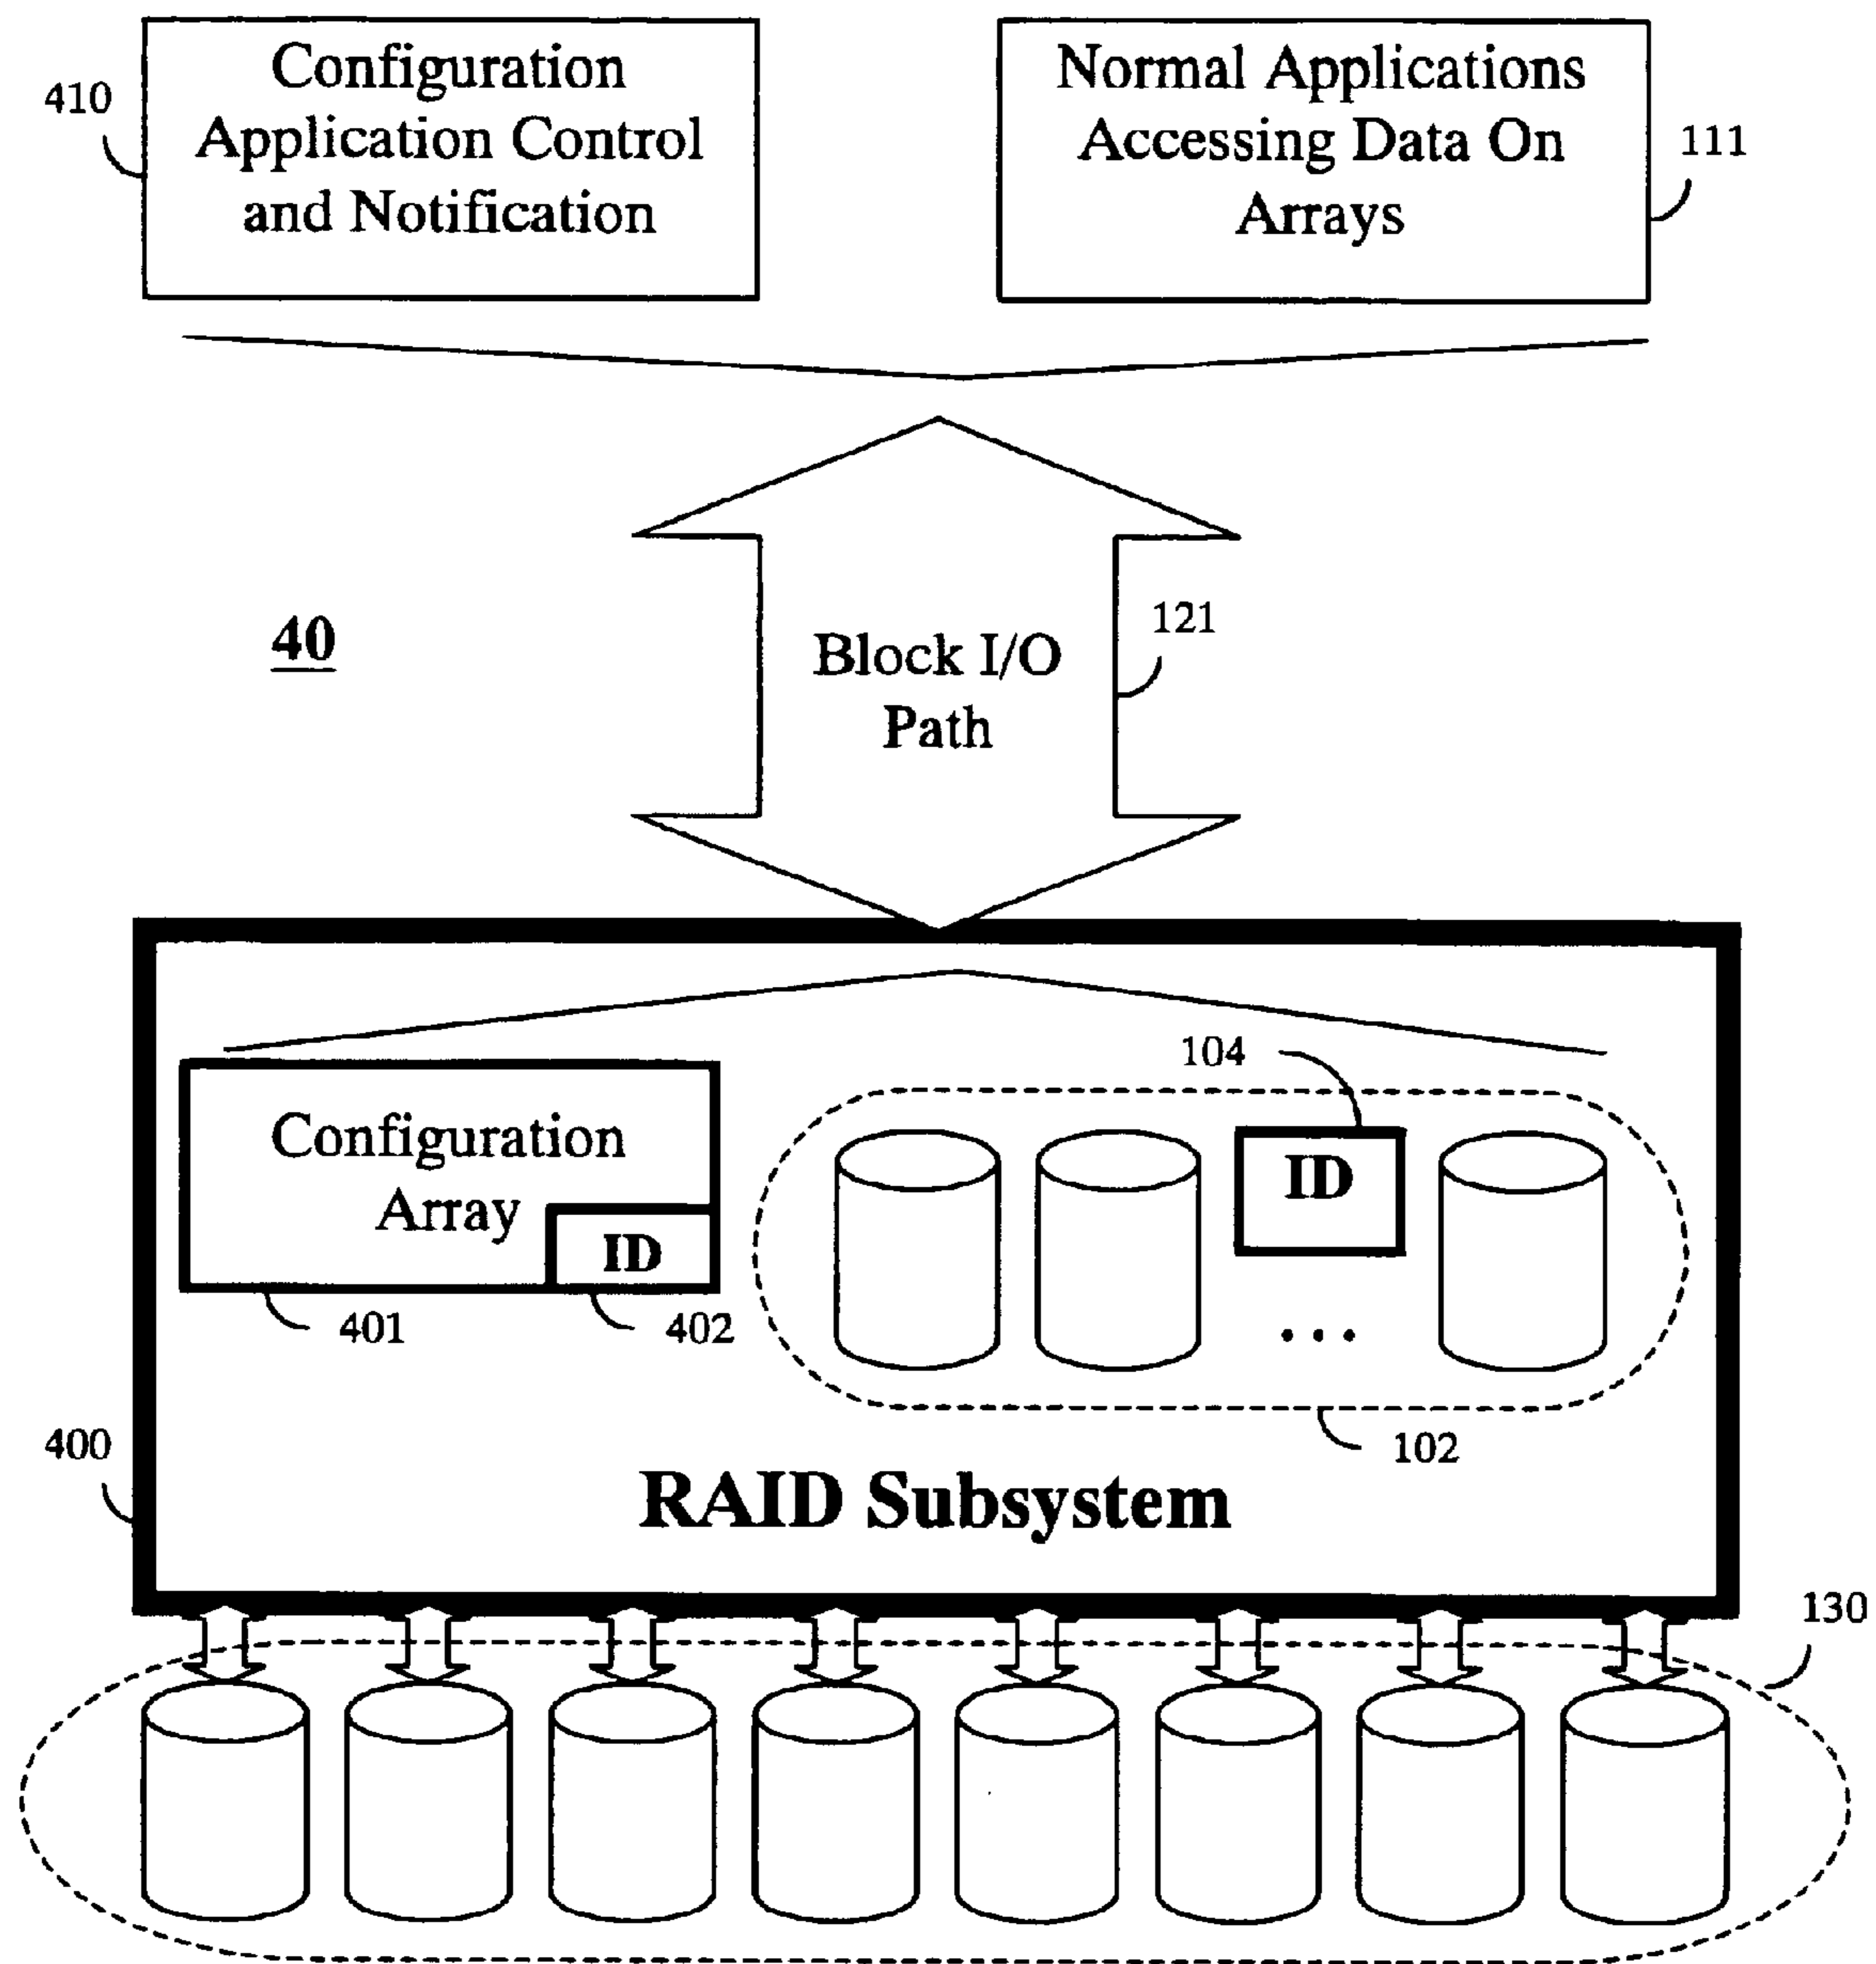 Configuration
Application Control
and Notification
410
Normal Applications
Accessing Data On
Arrays
111
40
Block I/O
Path
121
104
Configuration
Array
ID
ID
401
402
...
102
400
RAID Subsystem
130